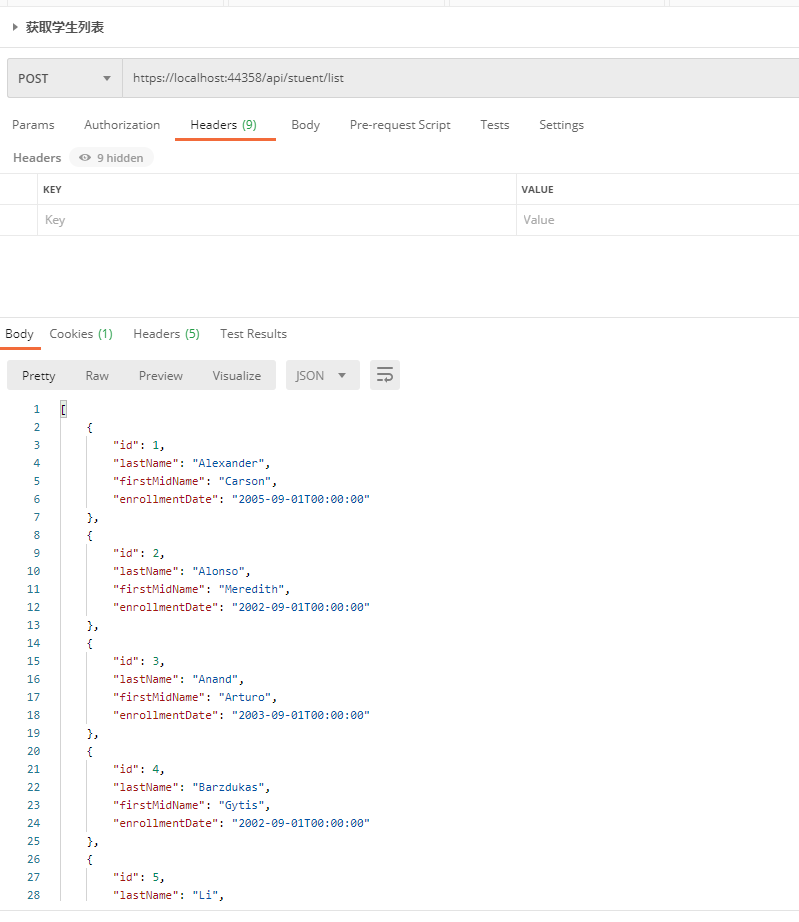 获取学生列表
POST https://localhost:44358/api/stuent/list
Params Authorization Headers (9) Body Pre-request Script Tests Settings
Headers 9 hidden
KEY VALUE
Key Value
Body Cookies (1) Headers (5) Test Results
Pretty Raw Preview Visualize JSON
1 [
2 {
3 "id": 1,
4 "lastName": "Alexander",
5 "firstMidName": "Carson",
6 "enrollmentDate": "2005-09-01T00:00:00"
7 },
8 {
9 "id": 2,
10 "lastName": "Alonso",
11 "firstMidName": "Meredith",
12 "enrollmentDate": "2002-09-01T00:00:00"
13 },
14 {
15 "id": 3,
16 "lastName": "Anand",
17 "firstMidName": "Arturo",
18 "enrollmentDate": "2003-09-01T00:00:00"
19 },
20 {
21 "id": 4,
22 "lastName": "Barzdukas",
23 "firstMidName": "Gytis",
24 "enrollmentDate": "2002-09-01T00:00:00"
25 },
26 {
27 "id": 5,
28 "lastName": "Li",